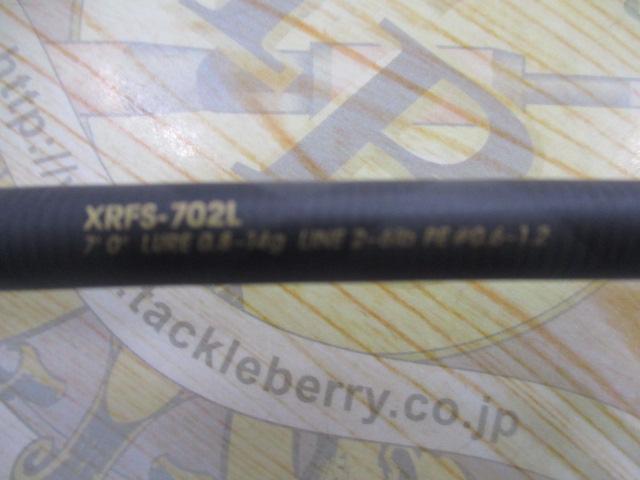 XRFS-702L
7' 0" LURE 0.8-14g LINE 2-6lb PE #0.6-1.2
.tackleberry.co.jp
http://